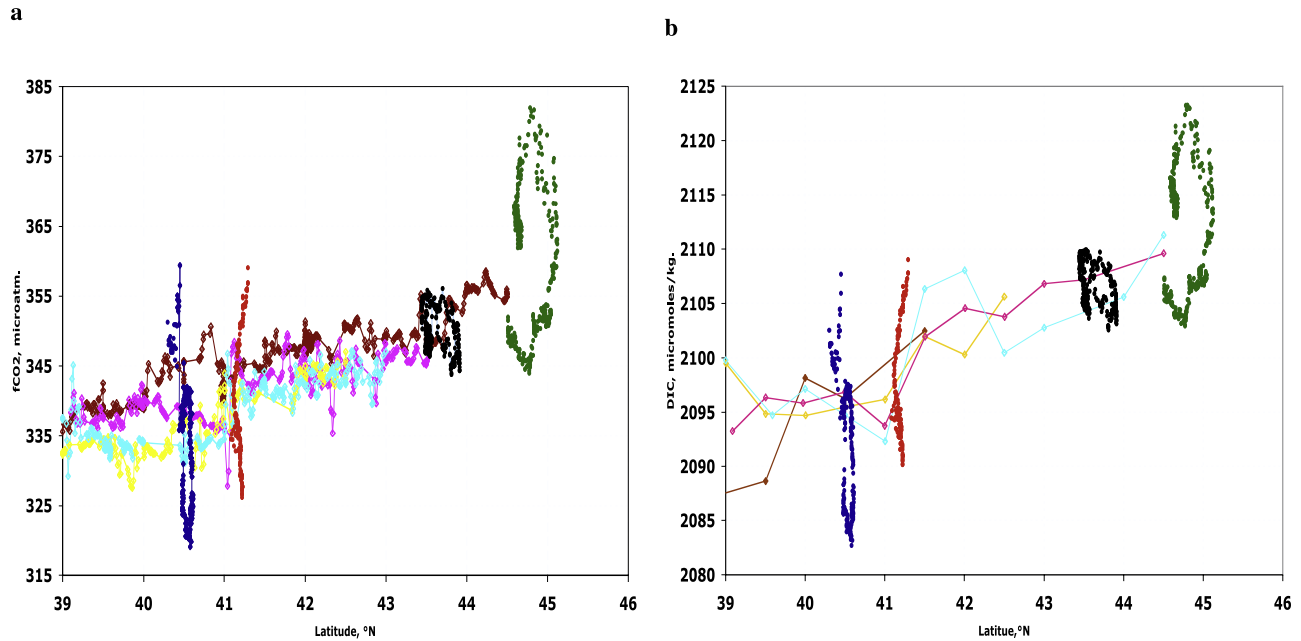 a
b
385
375
365
355
345
335
325
315
fCO2, microatm.
39 40 41 42 43 44 45 46
Latitude, °N
2125
2120
2115
2110
2105
2100
2095
2090
2085
2080
DIC, micromoles/kg.
39 40 41 42 43 44 45 46
Latitue,°N